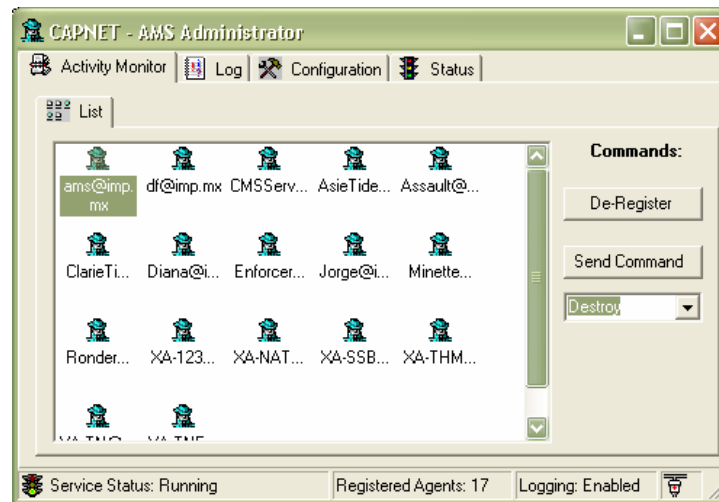 CAPNET - AMS Administrator
Activity Monitor Log Configuration Status
List
ams@imp.
mx
df@imp.mx CMSServ... AsieTide... Assault@...
ClarieTi... Diana@i... Enforcer... Jorge@i... Minette...
Ronder... XA-123... XA-NAT... XA-SSB... XA-THM...
Commands:
De-Register
Send Command
Destroy
Service Status: Running Registered Agents: 17 Logging: Enabled